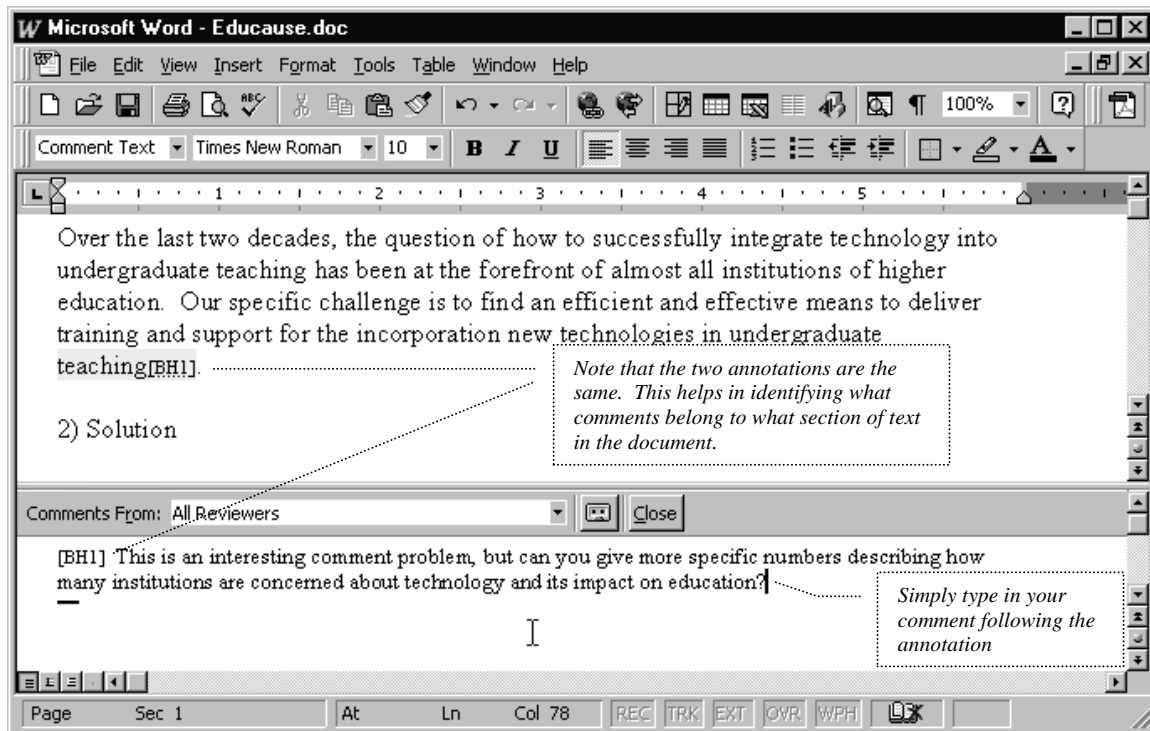 Microsoft Word - Educause.doc
File Edit View Insert Format Tools Table Window Help
ABC 100%
Comment Text Times New Roman 10 B I U A
L 1 2 3 4 5
Over the last two decades, the question of how to successfully integrate technology into
undergraduate teaching has been at the forefront of almost all institutions of higher
education. Our specific challenge is to find an efficient and effective means to deliver
training and support for the incorporation new technologies in undergraduate
teaching[BH1].
Note that the two annotations are the
same. This helps in identifying what
comments belong to what section of text
in the document.
2) Solution
Comments From: All Reviewers Close
[BH1] This is an interesting comment problem, but can you give more specific numbers describing how
many institutions are concerned about technology and its impact on education?
Simply type in your
comment following the
annotation
Page Sec 1 At Ln Col 78 REC TRK EXT OVR WPH